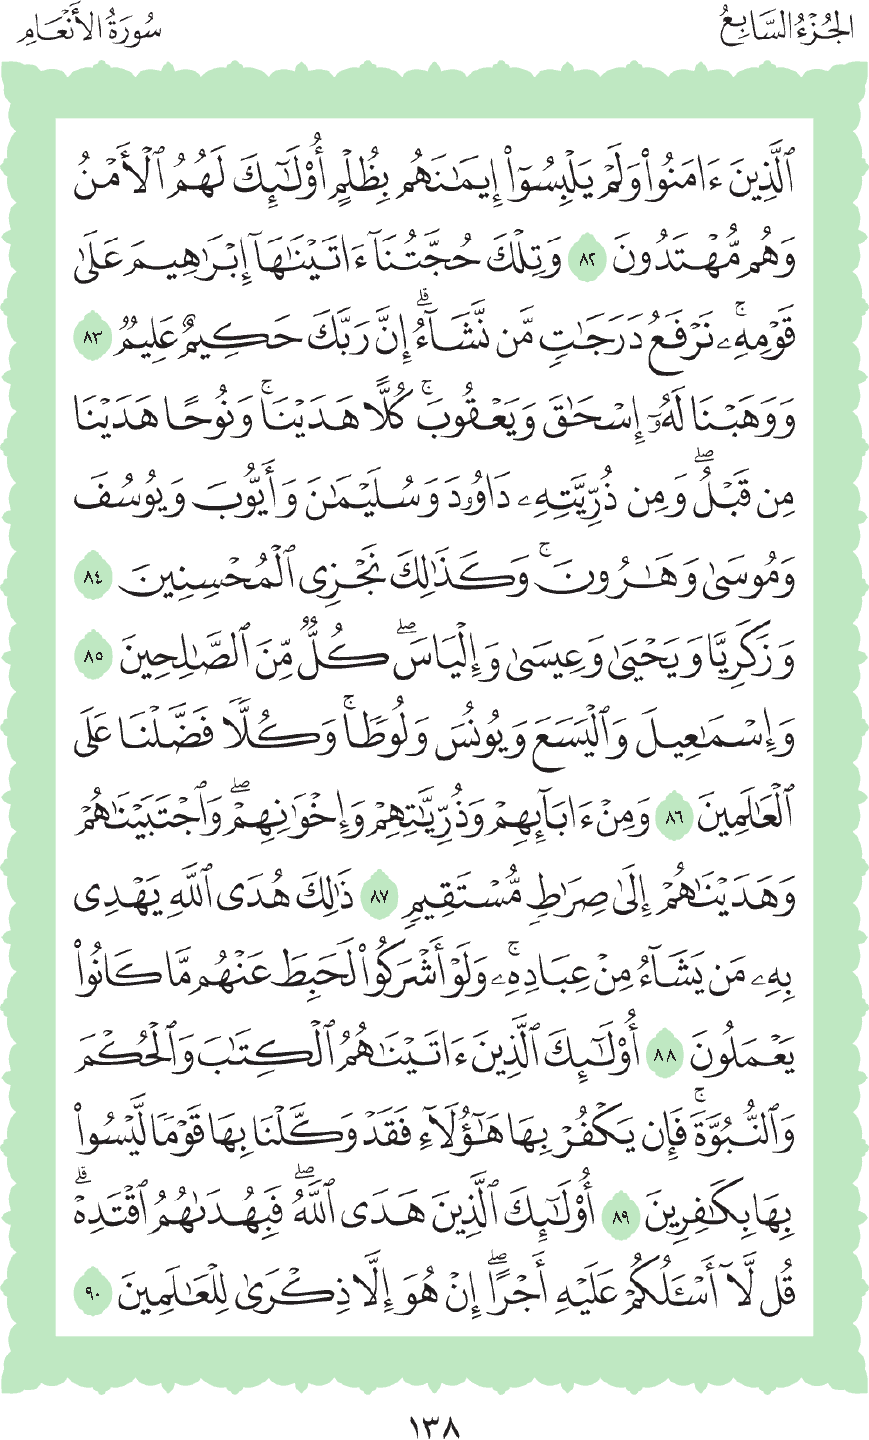 الجُزْءُ السَّابِعُ
سُورَةُ الأَنْعَامِ
ٱلَّذِينَ ءَامَنُوا۟ وَلَمْ يَلْبِسُوٓا۟ إِيمَـٰنَهُم بِظُلْمٍ أُو۟لَـٰٓئِكَ لَهُمُ ٱلْأَمْنُ
وَهُم مُّهْتَدُونَ ٨٢ وَتِلْكَ حُجَّتُنَآ ءَاتَيْنَـٰهَآ إِبْرَٰهِيمَ عَلَىٰ
قَوْمِهِۦ ۚ نَرْفَعُ دَرَجَـٰتٍ مَّن نَّشَآءُ ۗ إِنَّ رَبَّكَ حَكِيمٌ عَلِيمٌ ٨٣
وَوَهَبْنَا لَهُۥٓ إِسْحَـٰقَ وَيَعْقُوبَ ۚ كُلًّا هَدَيْنَا ۚ وَنُوحًا هَدَيْنَا
مِن قَبْلُ ۖ وَمِن ذُرِّيَّتِهِۦ دَاوُۥدَ وَسُلَيْمَـٰنَ وَأَيُّوبَ وَيُوسُفَ
وَمُوسَىٰ وَهَـٰرُونَ ۚ وَكَذَٰلِكَ نَجْزِى ٱلْمُحْسِنِينَ ٨٤
وَزَكَرِيَّا وَيَحْيَىٰ وَعِيسَىٰ وَإِلْيَاسَ ۖ كُلٌّ مِّنَ ٱلصَّـٰلِحِينَ ٨٥
وَإِسْمَـٰعِيلَ وَٱلْيَسَعَ وَيُونُسَ وَلُوطًا ۚ وَكُلًّا فَضَّلْنَا عَلَى
ٱلْعَـٰلَمِينَ ٨٦ وَمِنْ ءَابَآئِهِمْ وَذُرِّيَّـٰتِهِمْ وَإِخْوَٰنِهِمْ ۖ وَٱجْتَبَيْنَـٰهُمْ
وَهَدَيْنَـٰهُمْ إِلَىٰ صِرَٰطٍ مُّسْتَقِيمٍ ٨٧ ذَٰلِكَ هُدَى ٱللَّهِ يَهْدِى
بِهِۦ مَن يَشَآءُ مِنْ عِبَادِهِۦ ۚ وَلَوْ أَشْرَكُوا۟ لَحَبِطَ عَنْهُم مَّا كَانُوا۟
يَعْمَلُونَ ٨٨ أُو۟لَـٰٓئِكَ ٱلَّذِينَ ءَاتَيْنَـٰهُمُ ٱلْكِتَـٰبَ وَٱلْحُكْمَ
وَٱلنُّبُوَّةَ ۚ فَإِن يَكْفُرْ بِهَا هَـٰٓؤُلَآءِ فَقَدْ وَكَّلْنَا بِهَا قَوْمًا لَّيْسُوا۟
بِهَا بِكَـٰفِرِينَ ٨٩ أُو۟لَـٰٓئِكَ ٱلَّذِينَ هَدَى ٱللَّهُ ۖ فَبِهُدَىٰهُمُ ٱقْتَدِهْ ۗ
قُل لَّآ أَسْـَٔلُكُمْ عَلَيْهِ أَجْرًا ۖ إِنْ هُوَ إِلَّا ذِكْرَىٰ لِلْعَـٰلَمِينَ ٩٠
١٣٨